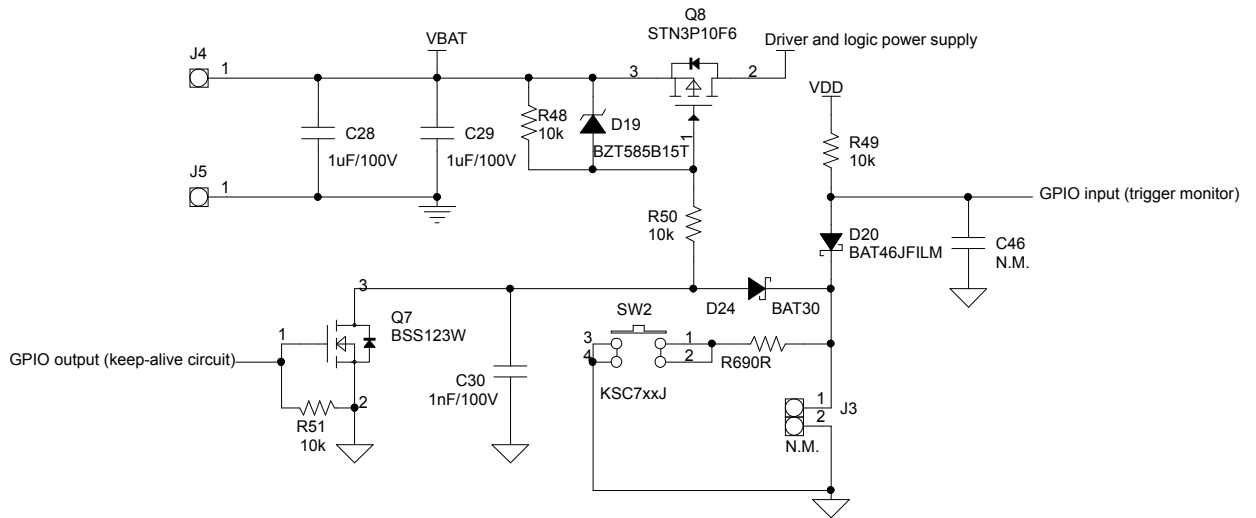 Q8
STN3P10F6
Driver and logic power supply
J4
1
VBAT
3
2
VDD
R48
10k
D19
BZT585B15T
1
R49
10k
C28
1uF/100V
C29
1uF/100V
J5
1
GPIO input (trigger monitor)
R50
10k
D20
BAT46JFILM
C46
N.M.
3
D24
BAT30
Q7
BSS123W
SW2
1
3
1
4
2
GPIO output (keep-alive circuit)
R690R
C30
1nF/100V
KSC7xxJ
2
R51
10k
1
2
J3
N.M.